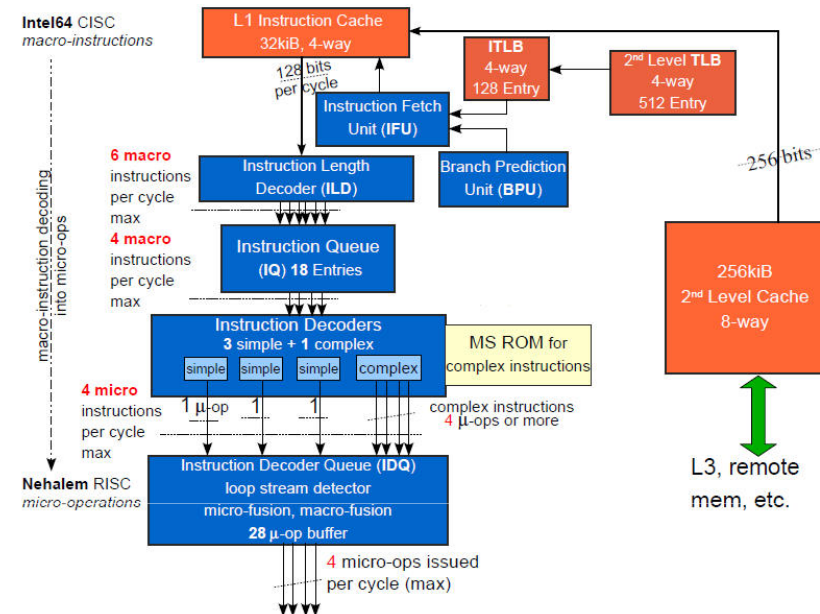 Intel64 CISC
macro-instructions
L1 Instruction Cache
32kiB, 4-way
ITLB
4-way
128 Entry
2nd Level TLB
4-way
512 Entry
128 bits
per cycle
Instruction Fetch
Unit (IFU)
Branch Prediction
Unit (BPU)
256 bits
6 macro
instructions
per cycle
max
Instruction Length
Decoder (ILD)
4 macro
instructions
per cycle
max
Instruction Queue
(IQ) 18 Entries
macro-instruction decoding
into micro-ops
256kiB
2nd Level Cache
8-way
Instruction Decoders
3 simple + 1 complex
simple
simple
simple
complex
MS ROM for
complex instructions
4 micro
instructions
per cycle
max
1 μ-op
1
1
complex instructions
4 μ-ops or more
L3, remote
mem, etc.
Nehalem RISC
micro-operations
Instruction Decoder Queue (IDQ)
loop stream detector
micro-fusion, macro-fusion
28 μ-op buffer
4 micro-ops issued
per cycle (max)